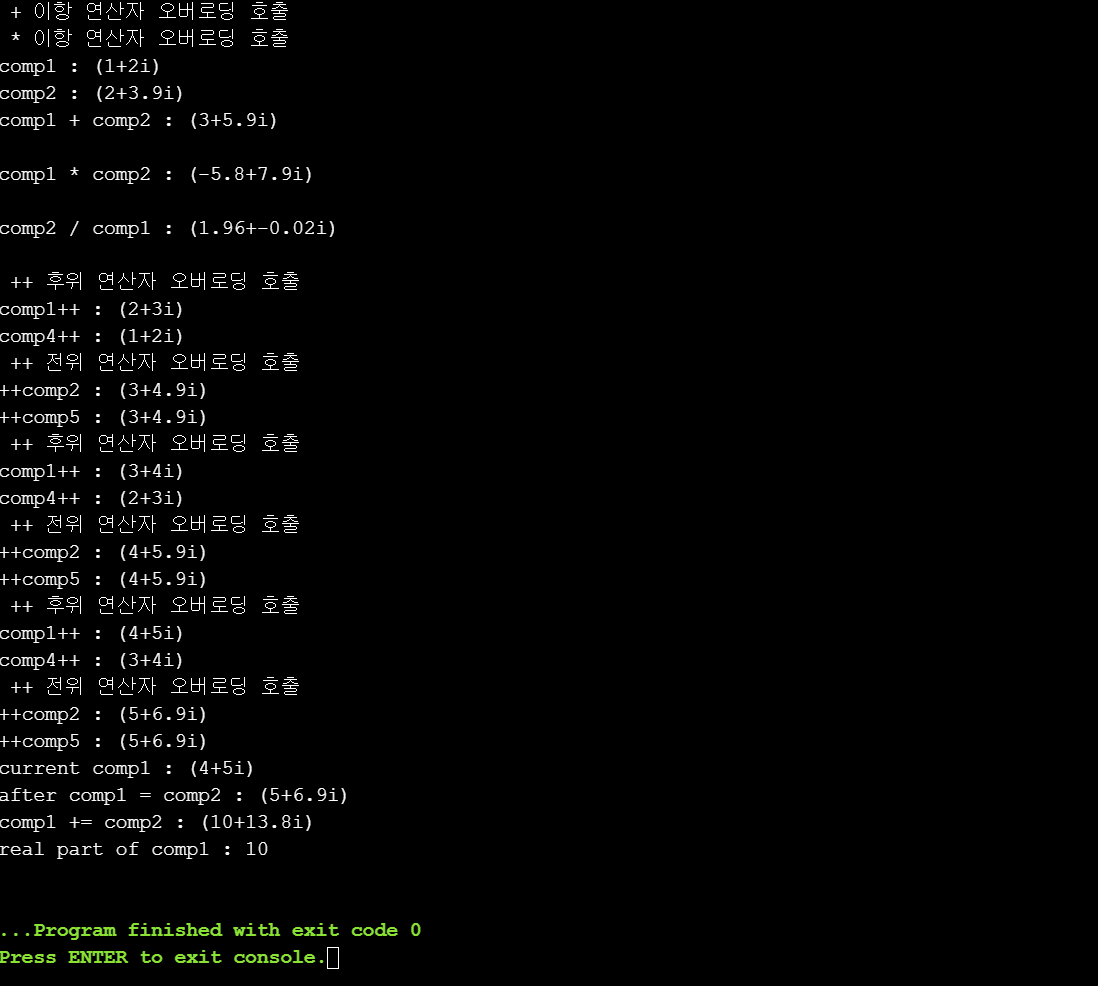 + 이항 연산자 오버로딩 호출
* 이항 연산자 오버로딩 호출
comp1 : (1+2i)
comp2 : (2+3.9i)
comp1 + comp2 : (3+5.9i)
comp1 * comp2 : (-5.8+7.9i)
comp2 / comp1 : (1.96+-0.02i)
++ 후위 연산자 오버로딩 호출
comp1++ : (2+3i)
comp4++ : (1+2i)
++ 전위 연산자 오버로딩 호출
++comp2 : (3+4.9i)
++comp5 : (3+4.9i)
++ 후위 연산자 오버로딩 호출
comp1++ : (3+4i)
comp4++ : (2+3i)
++ 전위 연산자 오버로딩 호출
++comp2 : (4+5.9i)
++comp5 : (4+5.9i)
++ 후위 연산자 오버로딩 호출
comp1++ : (4+5i)
comp4++ : (3+4i)
++ 전위 연산자 오버로딩 호출
++comp2 : (5+6.9i)
++comp5 : (5+6.9i)
current comp1 : (4+5i)
after comp1 = comp2 : (5+6.9i)
comp1 += comp2 : (10+13.8i)
real part of comp1 : 10
...Program finished with exit code 0
Press ENTER to exit console.